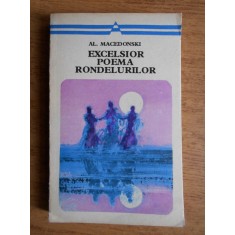 AL. MACEDONSKI
EXCELSIOR
POEMA
RONDELURILOR